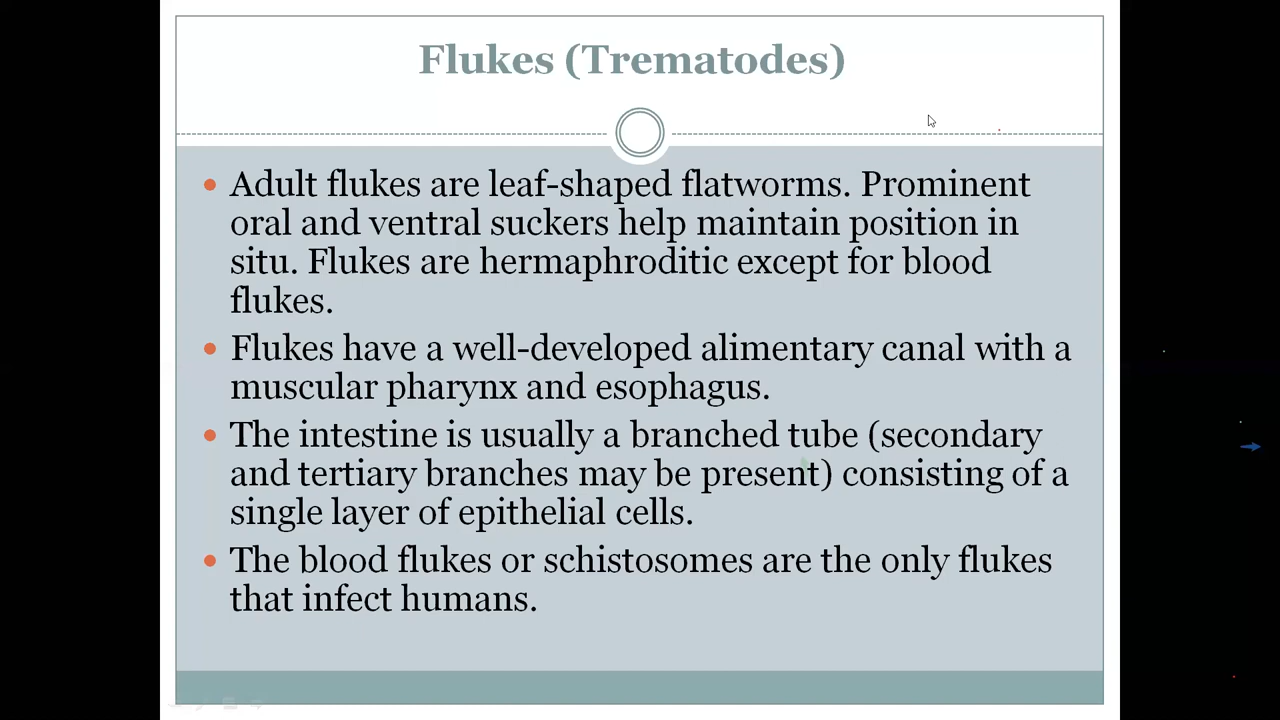 Flukes (Trematodes)
• Adult flukes are leaf-shaped flatworms. Prominent
oral and ventral suckers help maintain position in
situ. Flukes are hermaphroditic except for blood
flukes.
• Flukes have a well-developed alimentary canal with a
muscular pharynx and esophagus.
• The intestine is usually a branched tube (secondary
and tertiary branches may be present) consisting of a
single layer of epithelial cells.
• The blood flukes or schistosomes are the only flukes
that infect humans.